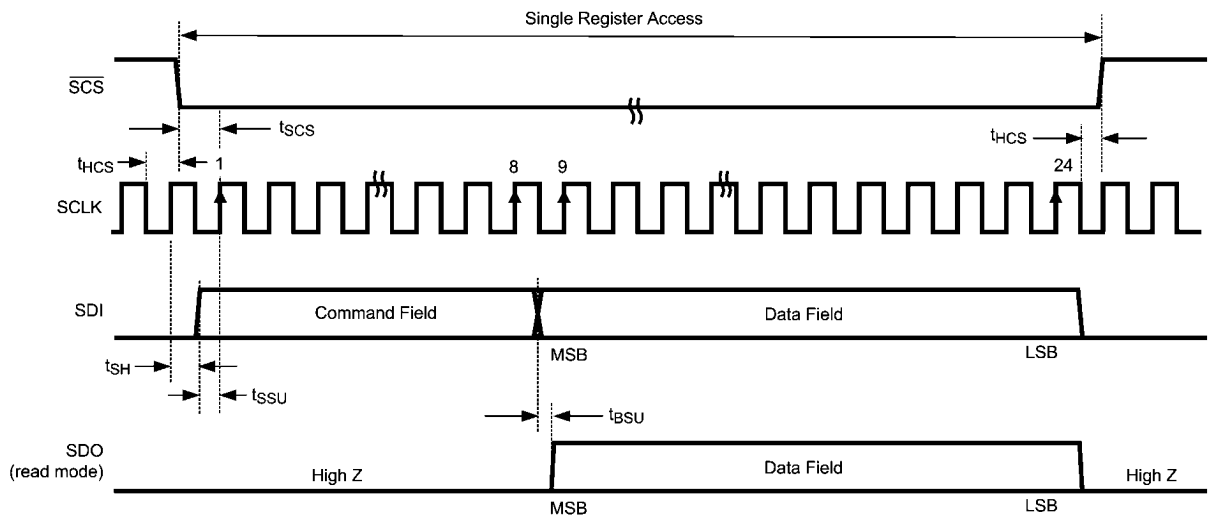 Single Register Access
SCS
tSCS
tHCS
tHCS
1
8
9
24
SCLK
SDI
Command Field
Data Field
MSB
LSB
tSH
tSSU
tBSU
SDO
(read mode)
High Z
Data Field
High Z
MSB
LSB